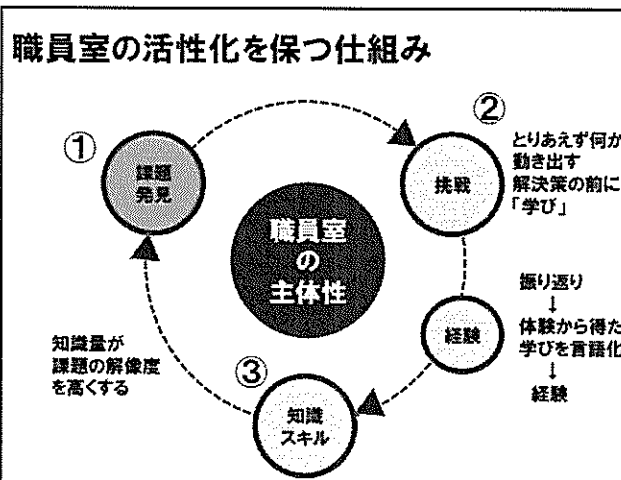 職員室の活性化を保つ仕組み
①
課題
発見
②
挑戦
とりあえず何か
動き出す
解決策の前に
「学び」
職員室
の
主体性
経験
振り返り
↓
体験から得た
学びを言語化
↓
経験
③
知識
スキル
知識量が
課題の解像度
を高くする